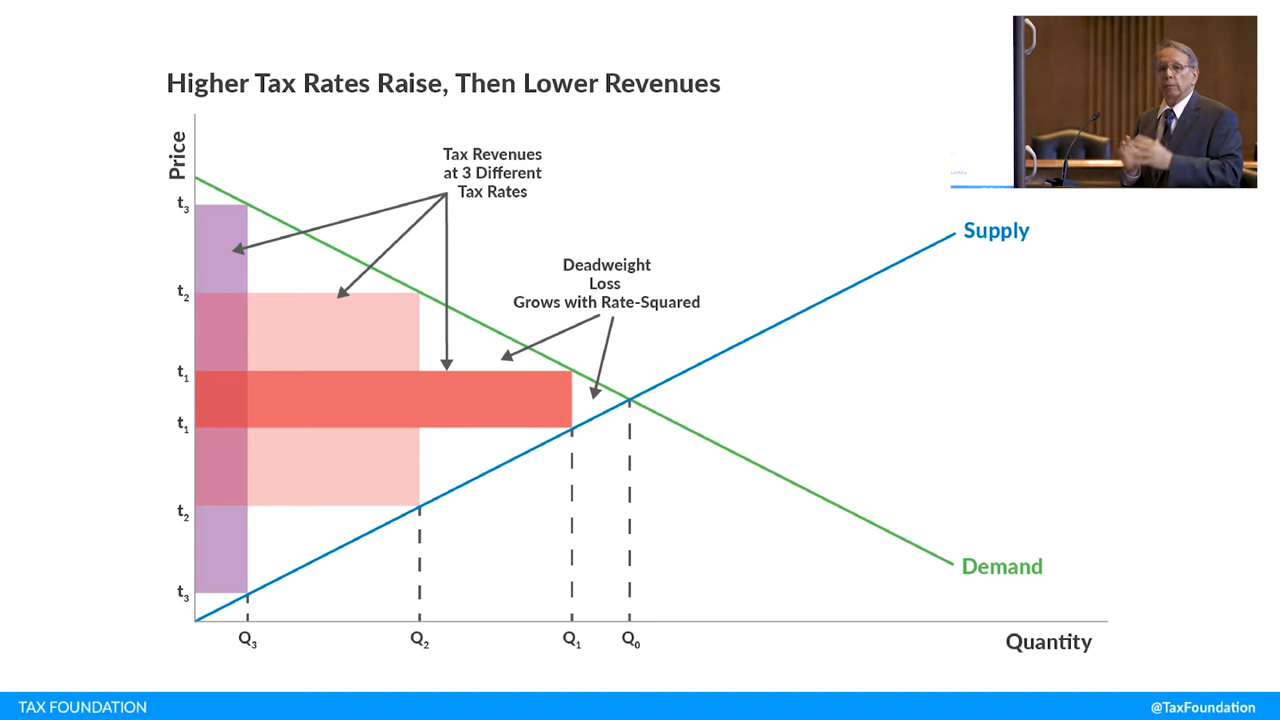 Higher Tax Rates Raise, Then Lower Revenues
Price
Tax Revenues
at 3 Different
Tax Rates
Deadweight
Loss
Grows with Rate-Squared
Supply
Demand
t3
t2
t1
t1
t2
t3
Q3
Q2
Q1
Q0
Quantity
TAX FOUNDATION
@TaxFoundation